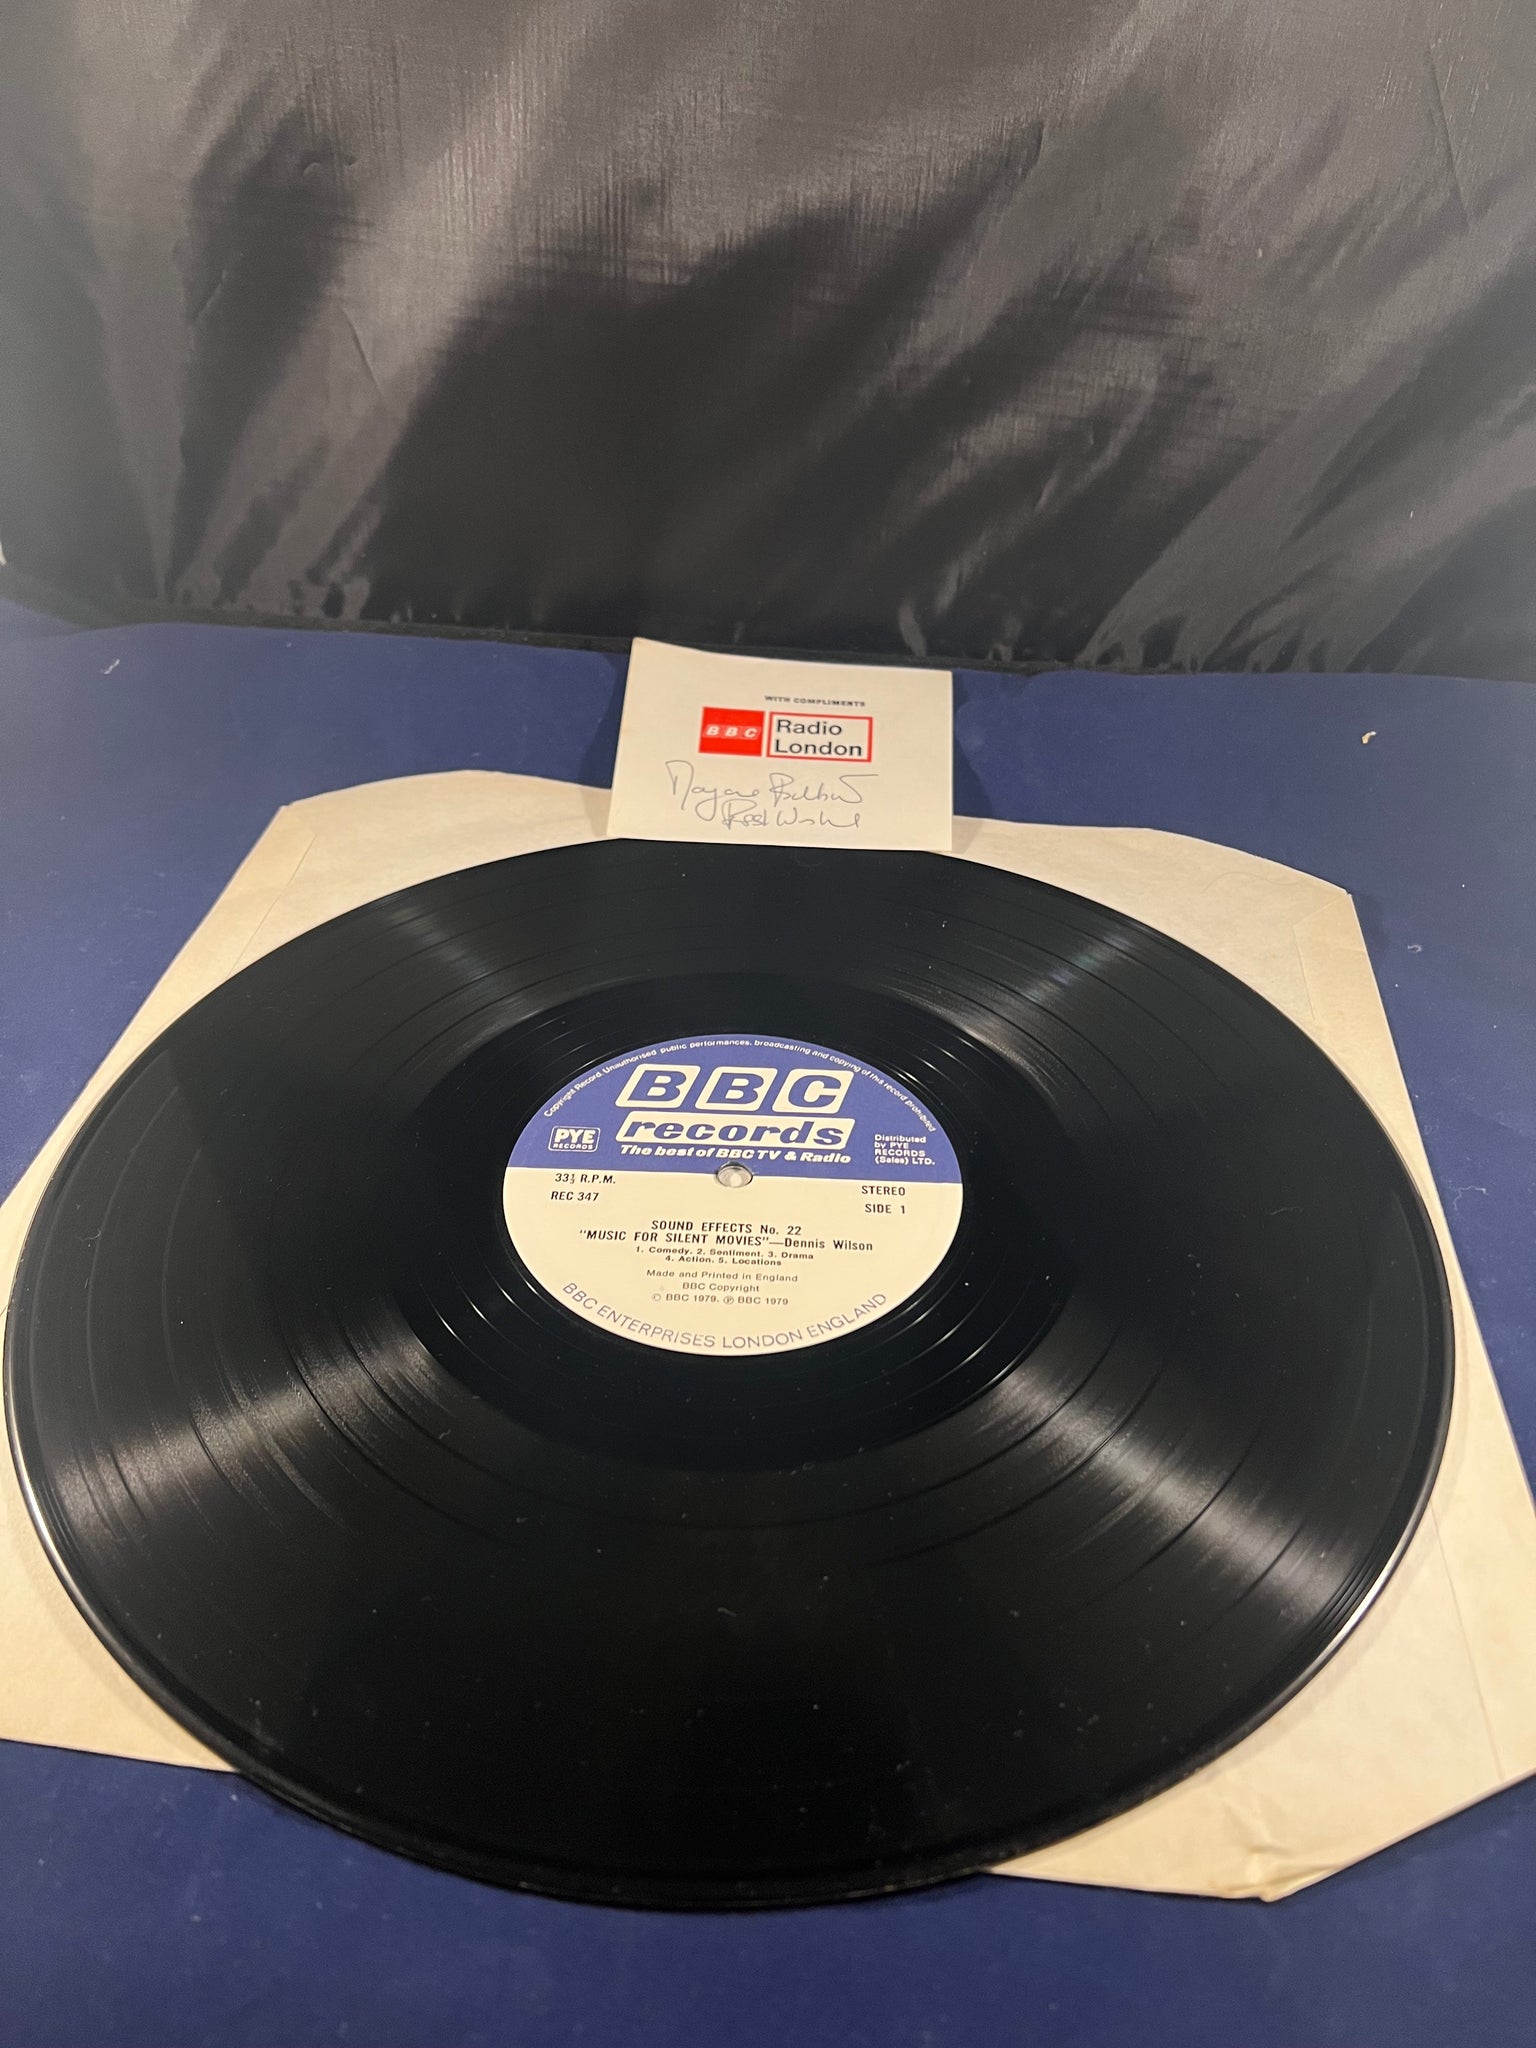 WITH COMPLIMENTS
BBC Radio
London
Best Wishes
Copyright Record. Unauthorised public performances, broadcasting and copying of this record prohibited
BBC
records
The best of BBC TV & Radio
PYE
RECORDS
Distributed
by PYE
RECORDS
(Sales) LTD.
33⅓ R.P.M.
REC 347
STEREO
SIDE 1
SOUND EFFECTS No. 22
"MUSIC FOR SILENT MOVIES"—Dennis Wilson
1. Comedy. 2. Sentiment. 3. Drama
4. Action. 5. Locations
Made and Printed in England
BBC Copyright
© BBC 1979. ℗ BBC 1979
BBC ENTERPRISES LONDON ENGLAND